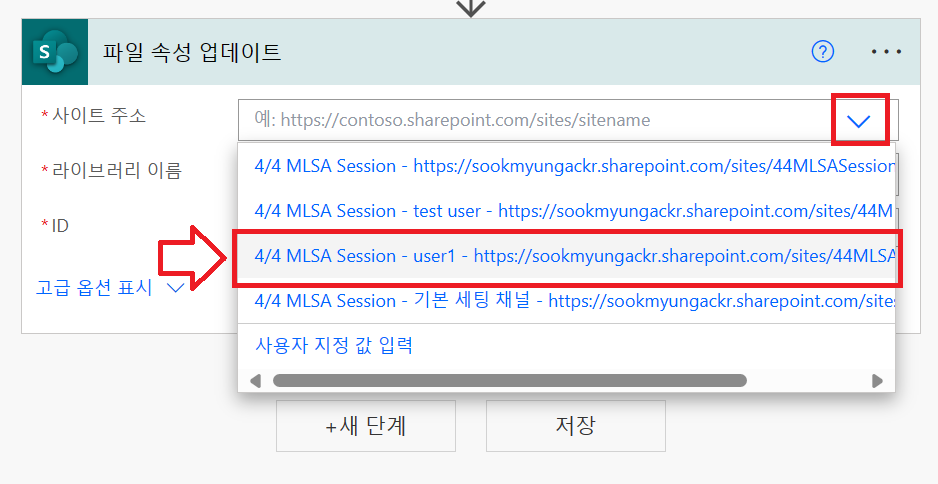 S
파일 속성 업데이트
?
*사이트 주소
예: https://contoso.sharepoint.com/sites/sitename
4/4 MLSA Session - https://sookmyungackr.sharepoint.com/sites/44MLSASession
*라이브러리 이름
4/4 MLSA Session - test user - https://sookmyungackr.sharepoint.com/sites/44M
*ID
4/4 MLSA Session - user1 - https://sookmyungackr.sharepoint.com/sites/44MLSA
고급 옵션 표시
4/4 MLSA Session - 기본 세팅 채널 - https://sookmyungackr.sharepoint.com/sites
사용자 지정 값 입력
+새 단계
저장